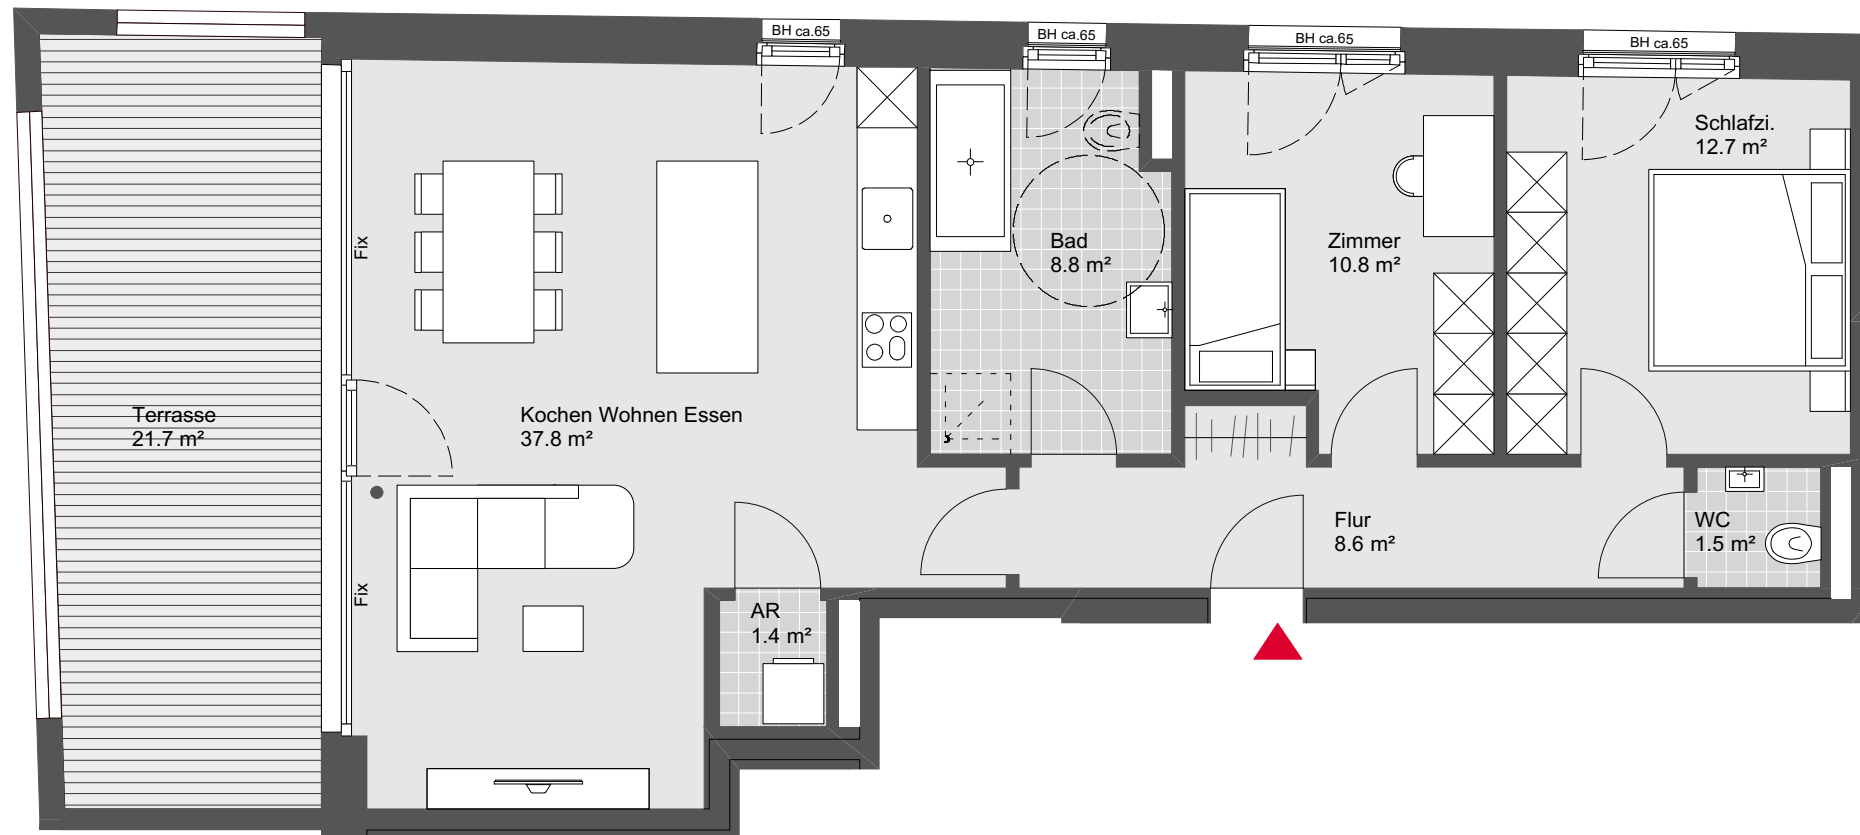 BH ca.65
BH ca.65
BH ca.65
BH ca.65
Schlafzi.
12.7 m²
Fix
Bad
8.8 m²
Zimmer
10.8 m²
Terrasse
21.7 m²
Kochen Wohnen Essen
37.8 m²
Flur
8.6 m²
WC
1.5 m²
Fix
AR
1.4 m²